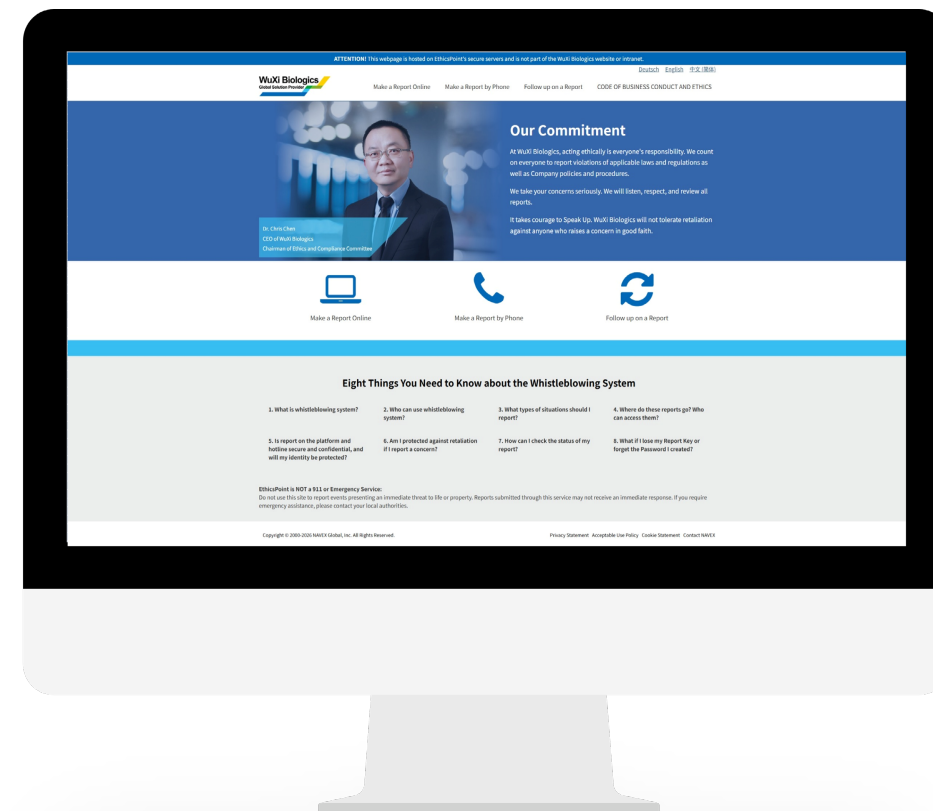 ATTENTION! This webpage is hosted on EthicsPoint's secure servers and is not part of the WuXi Biologics website or intranet.
Deutsch English 中文 (简体)
WuXi Biologics
Global Solution Provider
Make a Report Online Make a Report by Phone Follow up on a Report CODE OF BUSINESS CONDUCT AND ETHICS
Our Commitment
At WuXi Biologics, acting ethically is everyone's responsibility. We count
on everyone to report violations of applicable laws and regulations as
well as Company policies and procedures.
We take your concerns seriously. We will listen, respect, and review all
reports.
It takes courage to Speak Up. WuXi Biologics will not tolerate retaliation
against anyone who raises a concern in good faith.
Dr. Chris Chen
CEO of WuXi Biologics
Chairman of Ethics and Compliance Committee
Make a Report Online Make a Report by Phone Follow up on a Report
Eight Things You Need to Know about the Whistleblowing System
1. What is whistleblowing system?
2. Who can use whistleblowing
system?
3. What types of situations should I
report?
4. Where do these reports go? Who
can access them?
5. Is report on the platform and
hotline secure and confidential, and
will my identity be protected?
6. Am I protected against retaliation
if I report a concern?
7. How can I check the status of my
report?
8. What if I lose my Report Key or
forget the Password I created?
EthicsPoint is NOT a 911 or Emergency Service:
Do not use this site to report events presenting an immediate threat to life or property. Reports submitted through this service may not receive an immediate response. If you require
emergency assistance, please contact your local authorities.
Copyright © 2000-2026 NAVEX Global, Inc. All Rights Reserved.
Privacy Statement Acceptable Use Policy Cookie Statement Contact NAVEX